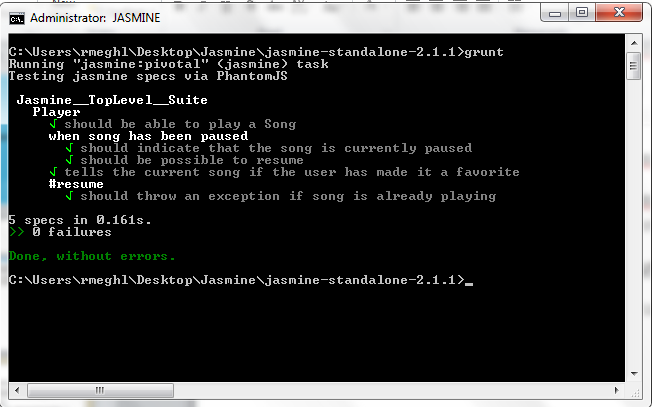 Administrator: JASMINE
C:\Users\rmeghl\Desktop\Jasmine\jasmine-standalone-2.1.1>grunt
Running "jasmine:pivotal" (jasmine) task
Testing jasmine specs via PhantomJS
Jasmine__TopLevel__Suite
Player
√ should be able to play a Song
when song has been paused
√ should indicate that the song is currently paused
√ should be possible to resume
√ tells the current song if the user has made it a favorite
#resume
√ should throw an exception if song is already playing
5 specs in 0.161s.
>> 0 failures
Done, without errors.
C:\Users\rmeghl\Desktop\Jasmine\jasmine-standalone-2.1.1>_